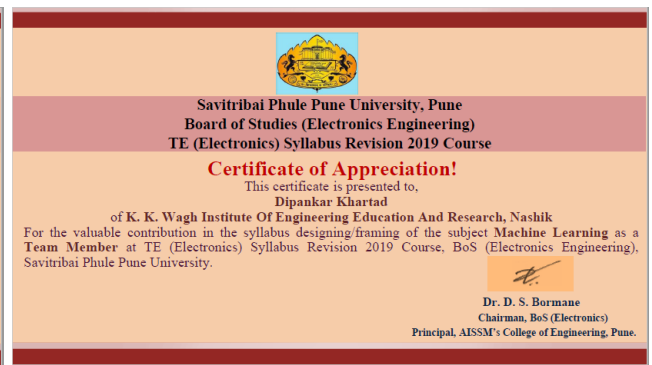 Savitribai Phule Pune University, Pune
Board of Studies (Electronics Engineering)
TE (Electronics) Syllabus Revision 2019 Course
Certificate of Appreciation!
This certificate is presented to,
Dipankar Khartad
of K. K. Wagh Institute Of Engineering Education And Research, Nashik
For the valuable contribution in the syllabus designing/framing of the subject Machine Learning as a
Team Member at TE (Electronics) Syllabus Revision 2019 Course, BoS (Electronics Engineering),
Savitribai Phule Pune University.
Dr. D. S. Bormane
Chairman, BoS (Electronics)
Principal, AISSM's College of Engineering, Pune.